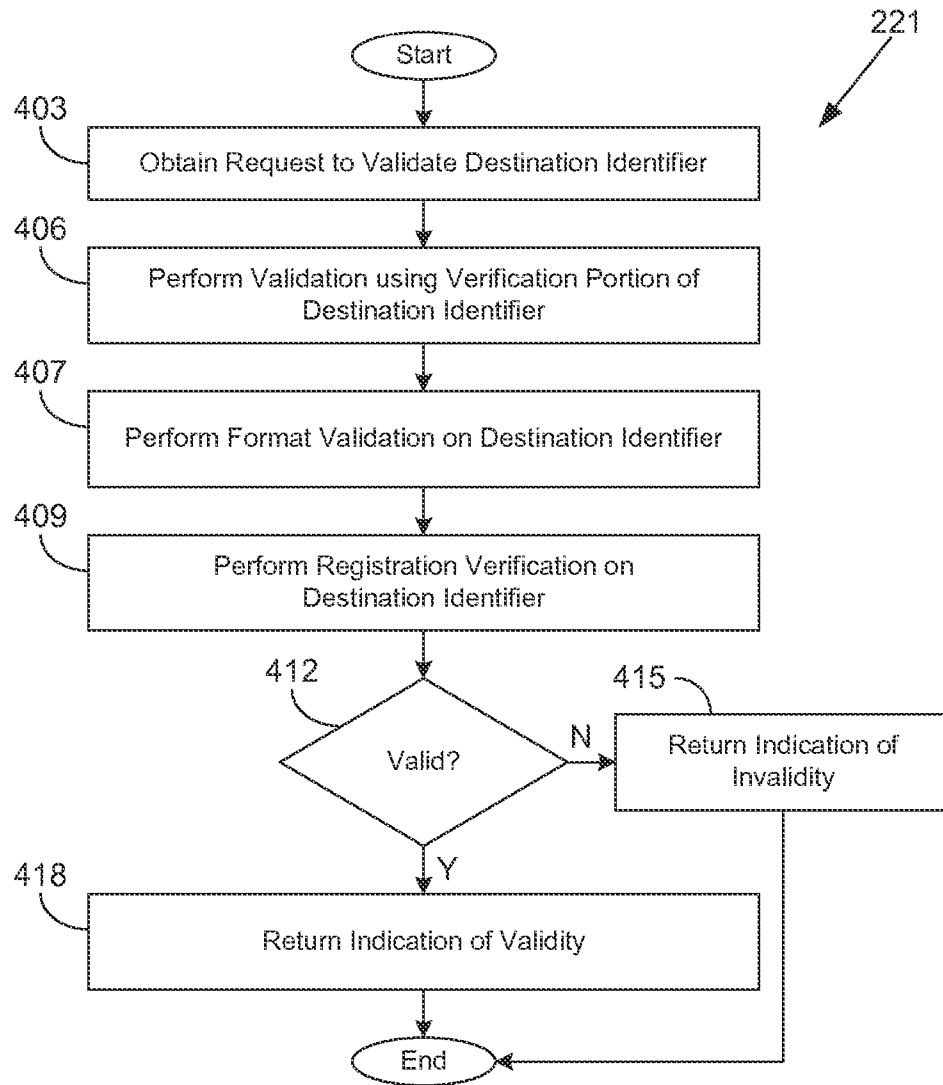 221
Start
403
Obtain Request to Validate Destination Identifier
406
Perform Validation using Verification Portion of
Destination Identifier
407
Perform Format Validation on Destination Identifier
409
Perform Registration Verification on
Destination Identifier
412
Valid?
N
415
Return Indication of
Invalidity
Y
418
Return Indication of Validity
End